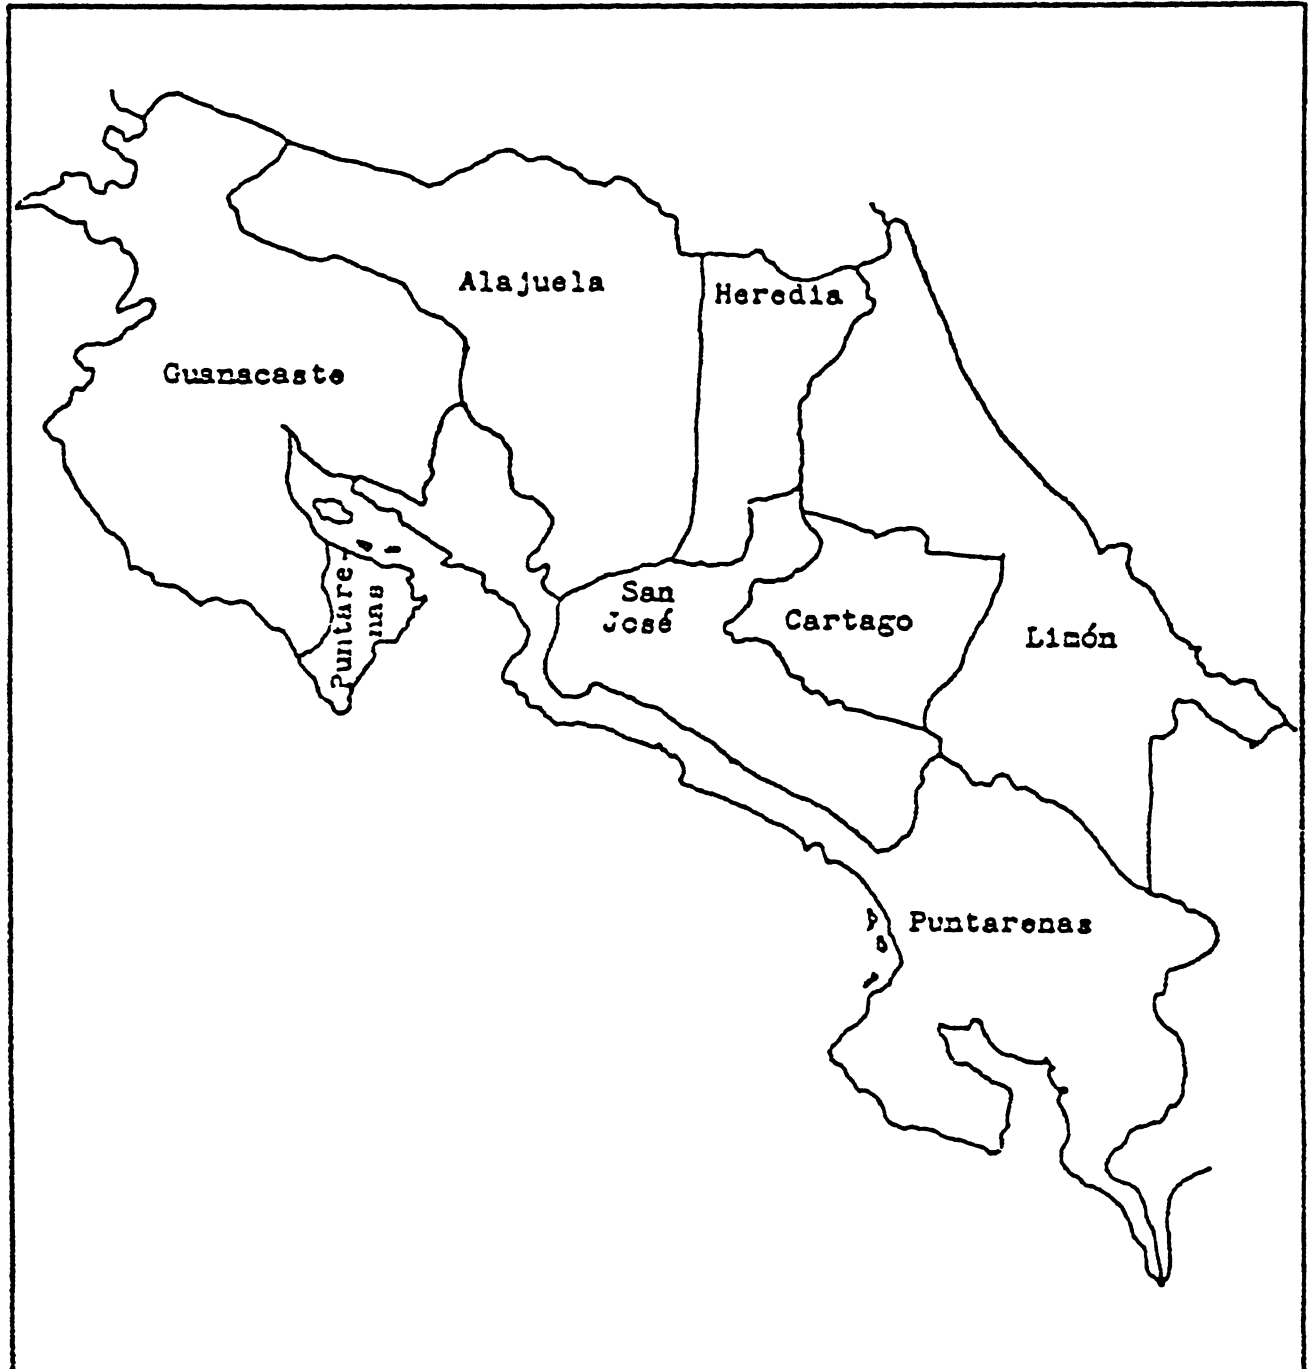 Alajuela
Heredia
Guanacaste
San
José
Cartago
Limón
Puntare-
nas
Puntarenas